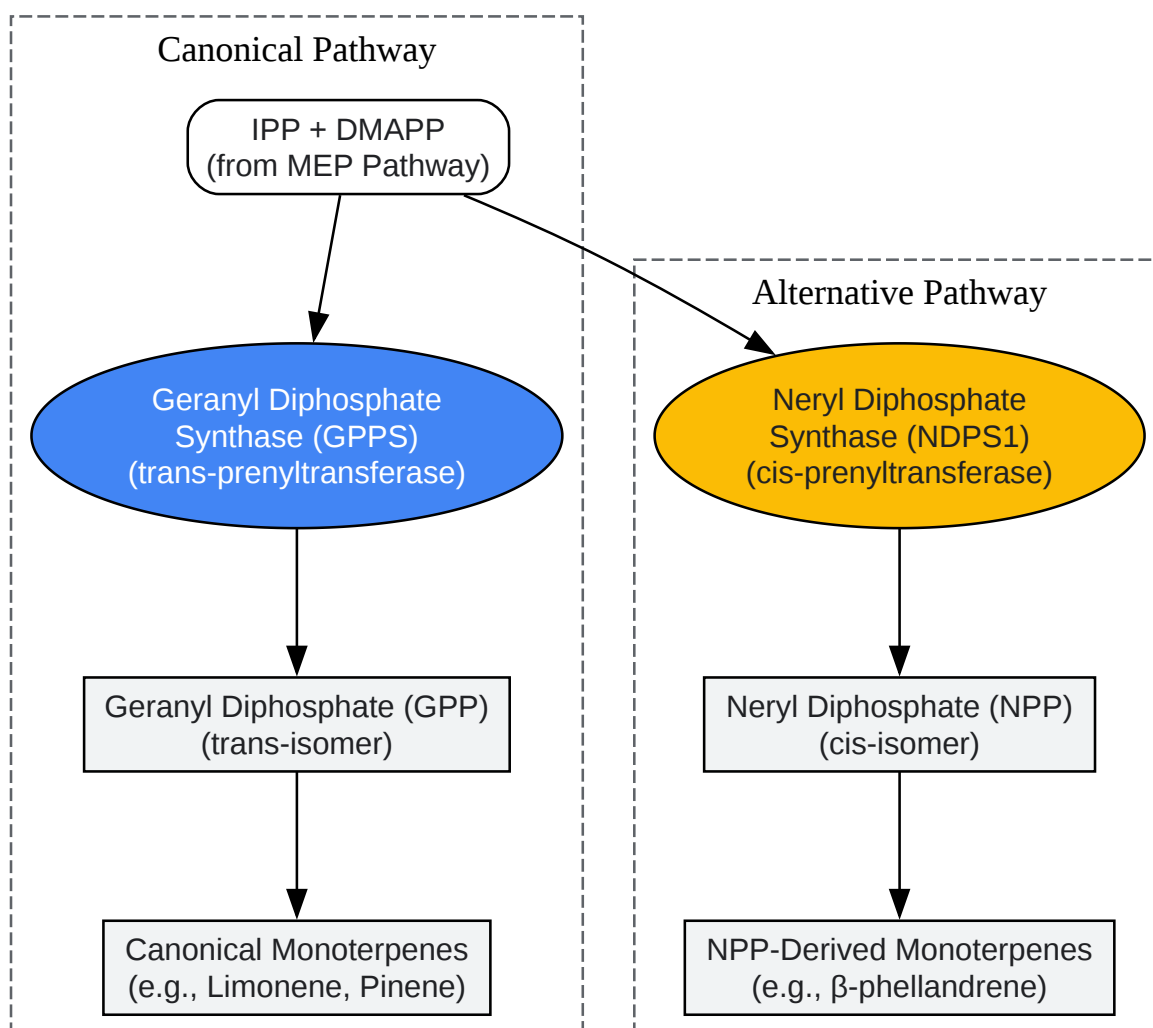 Canonical Pathway
IPP + DMAPP
(from MEP Pathway)
Alternative Pathway
Geranyl Diphosphate
Synthase (GPPS)
(trans-prenyltransferase)
Neryl Diphosphate
Synthase (NDPS1)
(cis-prenyltransferase)
Geranyl Diphosphate (GPP)
(trans-isomer)
Neryl Diphosphate (NPP)
(cis-isomer)
Canonical Monoterpenes
(e.g., Limonene, Pinene)
NPP-Derived Monoterpenes
(e.g., β-phellandrene)